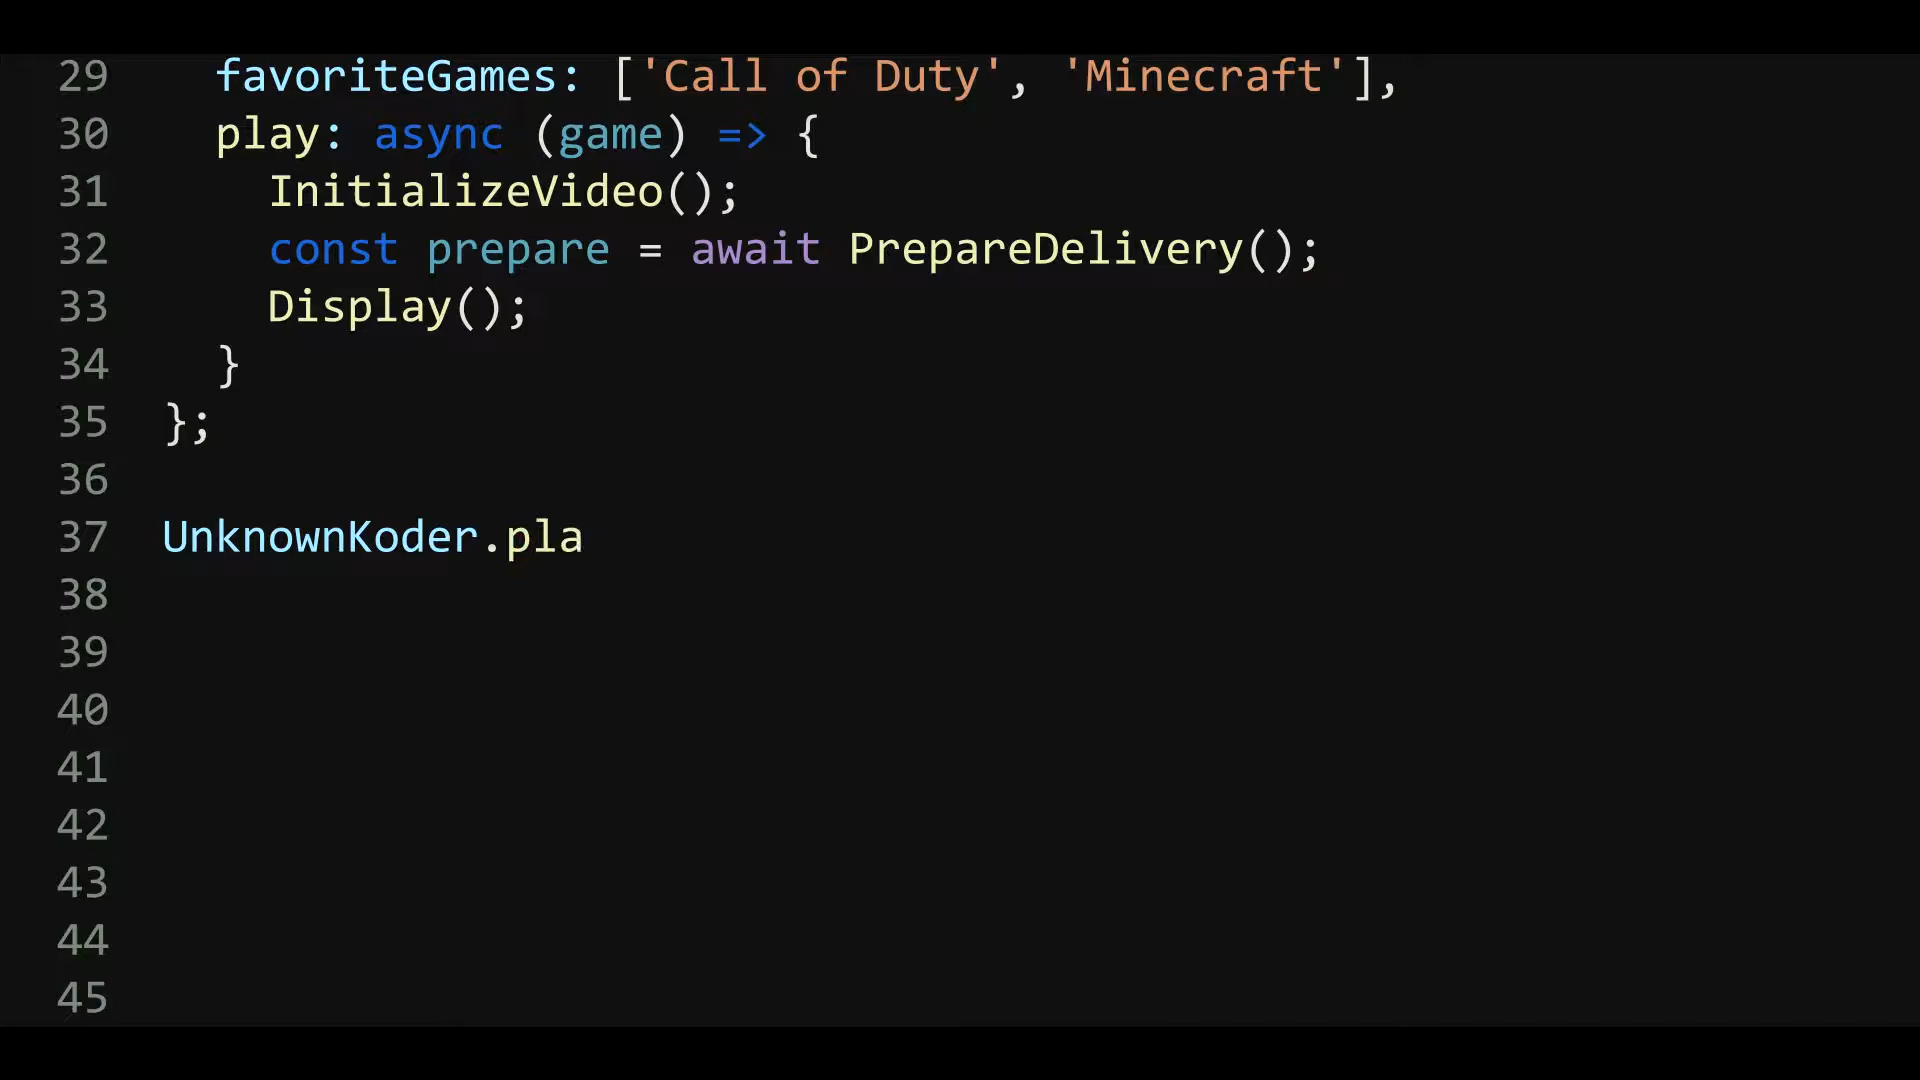 29 favoriteGames: ['Call of Duty', 'Minecraft'],
30 play: async (game) => {
31 InitializeVideo();
32 const prepare = await PrepareDelivery();
33 Display();
34 }
35 };
36
37 UnknownKoder.pla
38
39
40
41
42
43
44
45